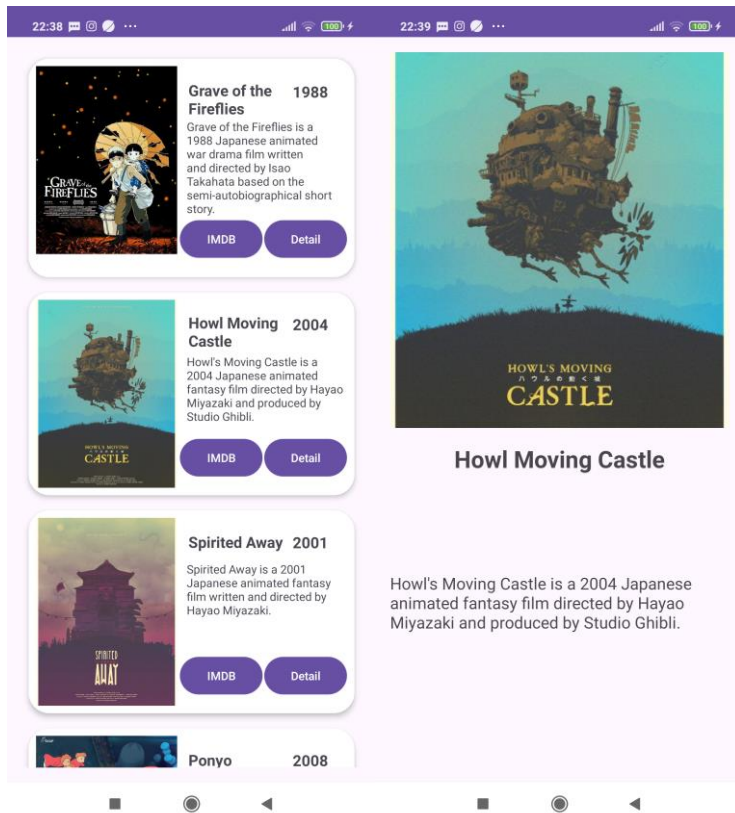 22:38
100
Grave of the 1988
Fireflies
Grave of the Fireflies is a
1988 Japanese animated
war drama film written
and directed by Isao
Takahata based on the
semi-autobiographical short
story.
IMDB Detail
GRAVE of the
FIREFLIES
Howl Moving 2004
Castle
Howl's Moving Castle is a
2004 Japanese animated
fantasy film directed by Hayao
Miyazaki and produced by
Studio Ghibli.
IMDB Detail
HOWL'S MOVING
CASTLE
Spirited Away 2001
Spirited Away is a 2001
Japanese animated fantasy
film written and directed by
Hayao Miyazaki.
IMDB Detail
SPIRITED
AWAY
Ponyo 2008
22:39
100
HOWL'S MOVING
ハウルの動く城
CASTLE
Howl Moving Castle
Howl's Moving Castle is a 2004 Japanese
animated fantasy film directed by Hayao
Miyazaki and produced by Studio Ghibli.